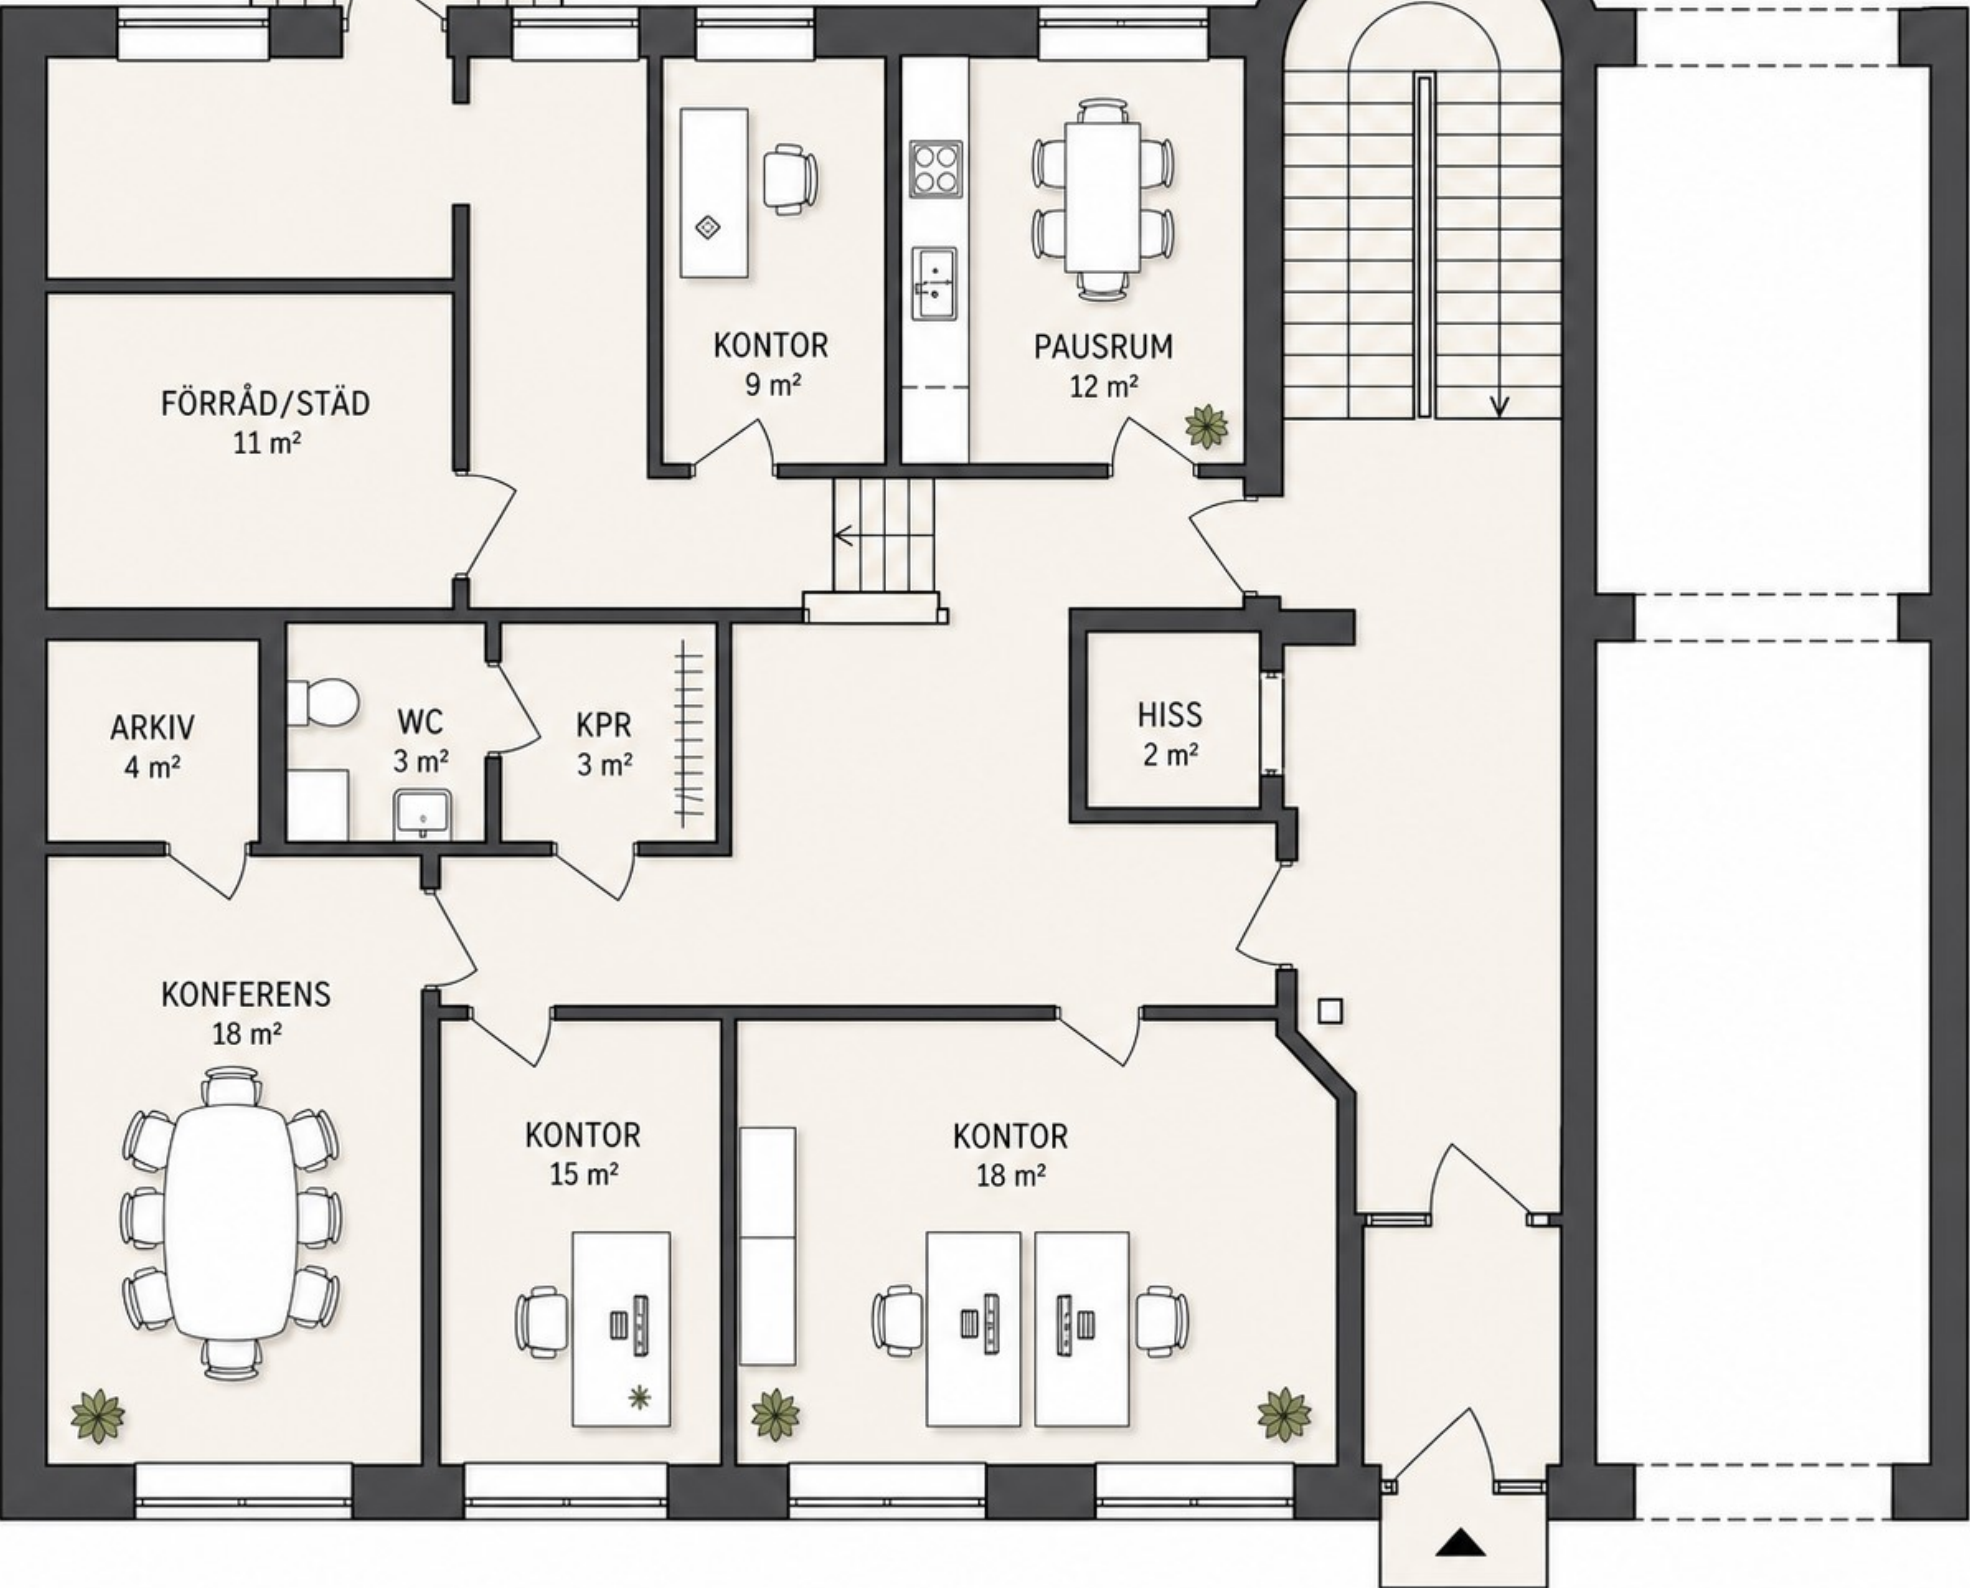 KONTOR
9 m²
PAUSRUM
12 m²
FÖRRÅD/STÄD
11 m²
ARKIV
4 m²
WC
3 m²
KPR
3 m²
HISS
2 m²
KONFERENS
18 m²
KONTOR
15 m²
KONTOR
18 m²